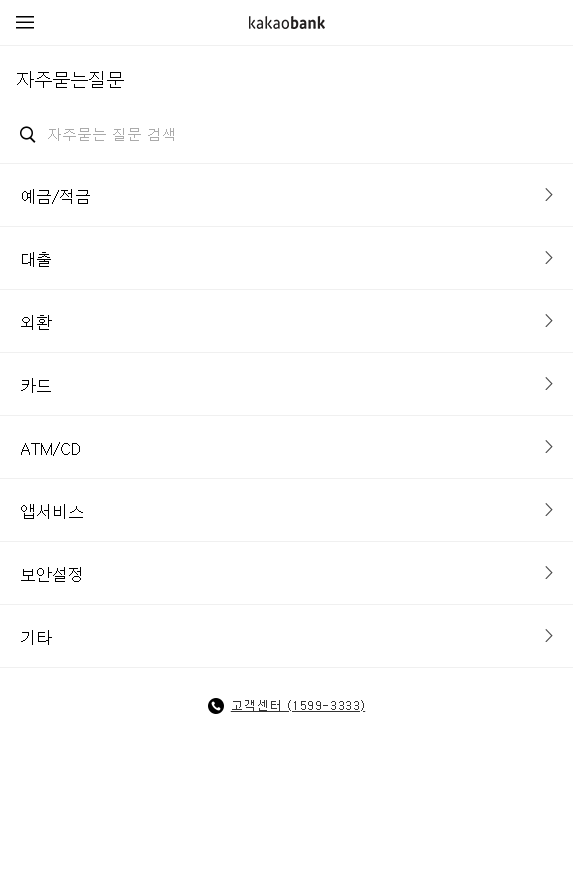 kakaobank
자주묻는질문
자주묻는 질문 검색
예금/적금
대출
외환
카드
ATM/CD
앱서비스
보안설정
기타
고객센터 (1599-3333)